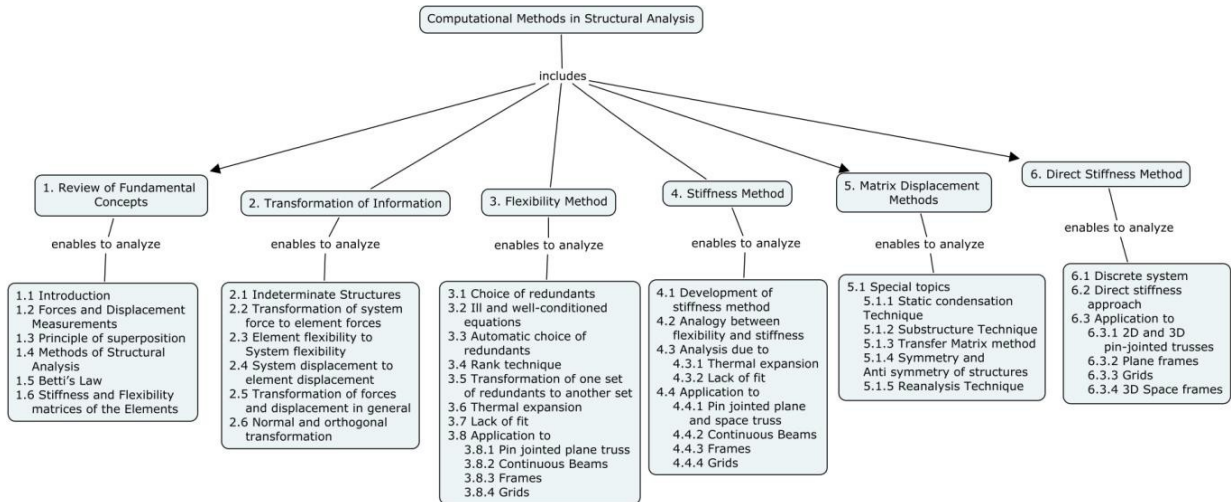 Computational Methods in Structural Analysis
includes
1. Review of Fundamental
Concepts
enables to analyze
1.1 Introduction
1.2 Forces and Displacement
Measurements
1.3 Principle of superposition
1.4 Methods of Structural
Analysis
1.5 Betti's Law
1.6 Stiffness and Flexibility
matrices of the Elements
2. Transformation of Information
enables to analyze
2.1 Indeterminate Structures
2.2 Transformation of system
force to element forces
2.3 Element flexibility to
System flexibility
2.4 System displacement to
element displacement
2.5 Transformation of forces
and displacement in general
2.6 Normal and orthogonal
transformation
3. Flexibility Method
enables to analyze
3.1 Choice of redundants
3.2 Ill and well-conditioned
equations
3.3 Automatic choice of
redundants
3.4 Rank technique
3.5 Transformation of one set
of redundants to another set
3.6 Thermal expansion
3.7 Lack of fit
3.8 Application to
3.8.1 Pin jointed plane truss
3.8.2 Continuous Beams
3.8.3 Frames
3.8.4 Grids
4. Stiffness Method
enables to analyze
4.1 Development of
stiffness method
4.2 Analogy between
flexibility and stiffness
4.3 Analysis due to
4.3.1 Thermal expansion
4.3.2 Lack of fit
4.4 Application to
4.4.1 Pin jointed plane
and space truss
4.4.2 Continuous Beams
4.4.3 Frames
4.4.4 Grids
5. Matrix Displacement
Methods
enables to analyze
5.1 Special topics
5.1.1 Static condensation
Technique
5.1.2 Substructure Technique
5.1.3 Transfer Matrix method
5.1.4 Symmetry and
Anti symmetry of structures
5.1.5 Reanalysis Technique
6. Direct Stiffness Method
enables to analyze
6.1 Discrete system
6.2 Direct stiffness
approach
6.3 Application to
6.3.1 2D and 3D
pin-jointed trusses
6.3.2 Plane frames
6.3.3 Grids
6.3.4 3D Space frames